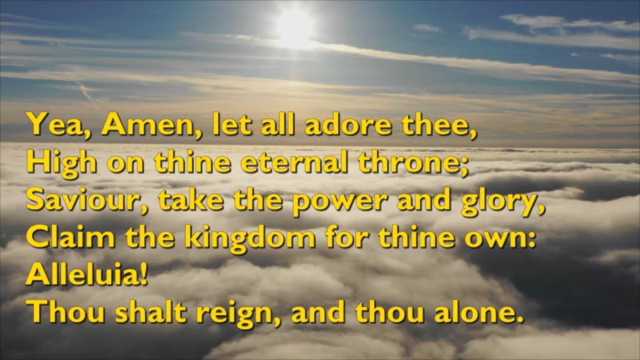 Yea, Amen, let all adore thee,
High on thine eternal throne;
Saviour, take the power and glory,
Claim the kingdom for thine own:
Alleluia!
Thou shalt reign, and thou alone.